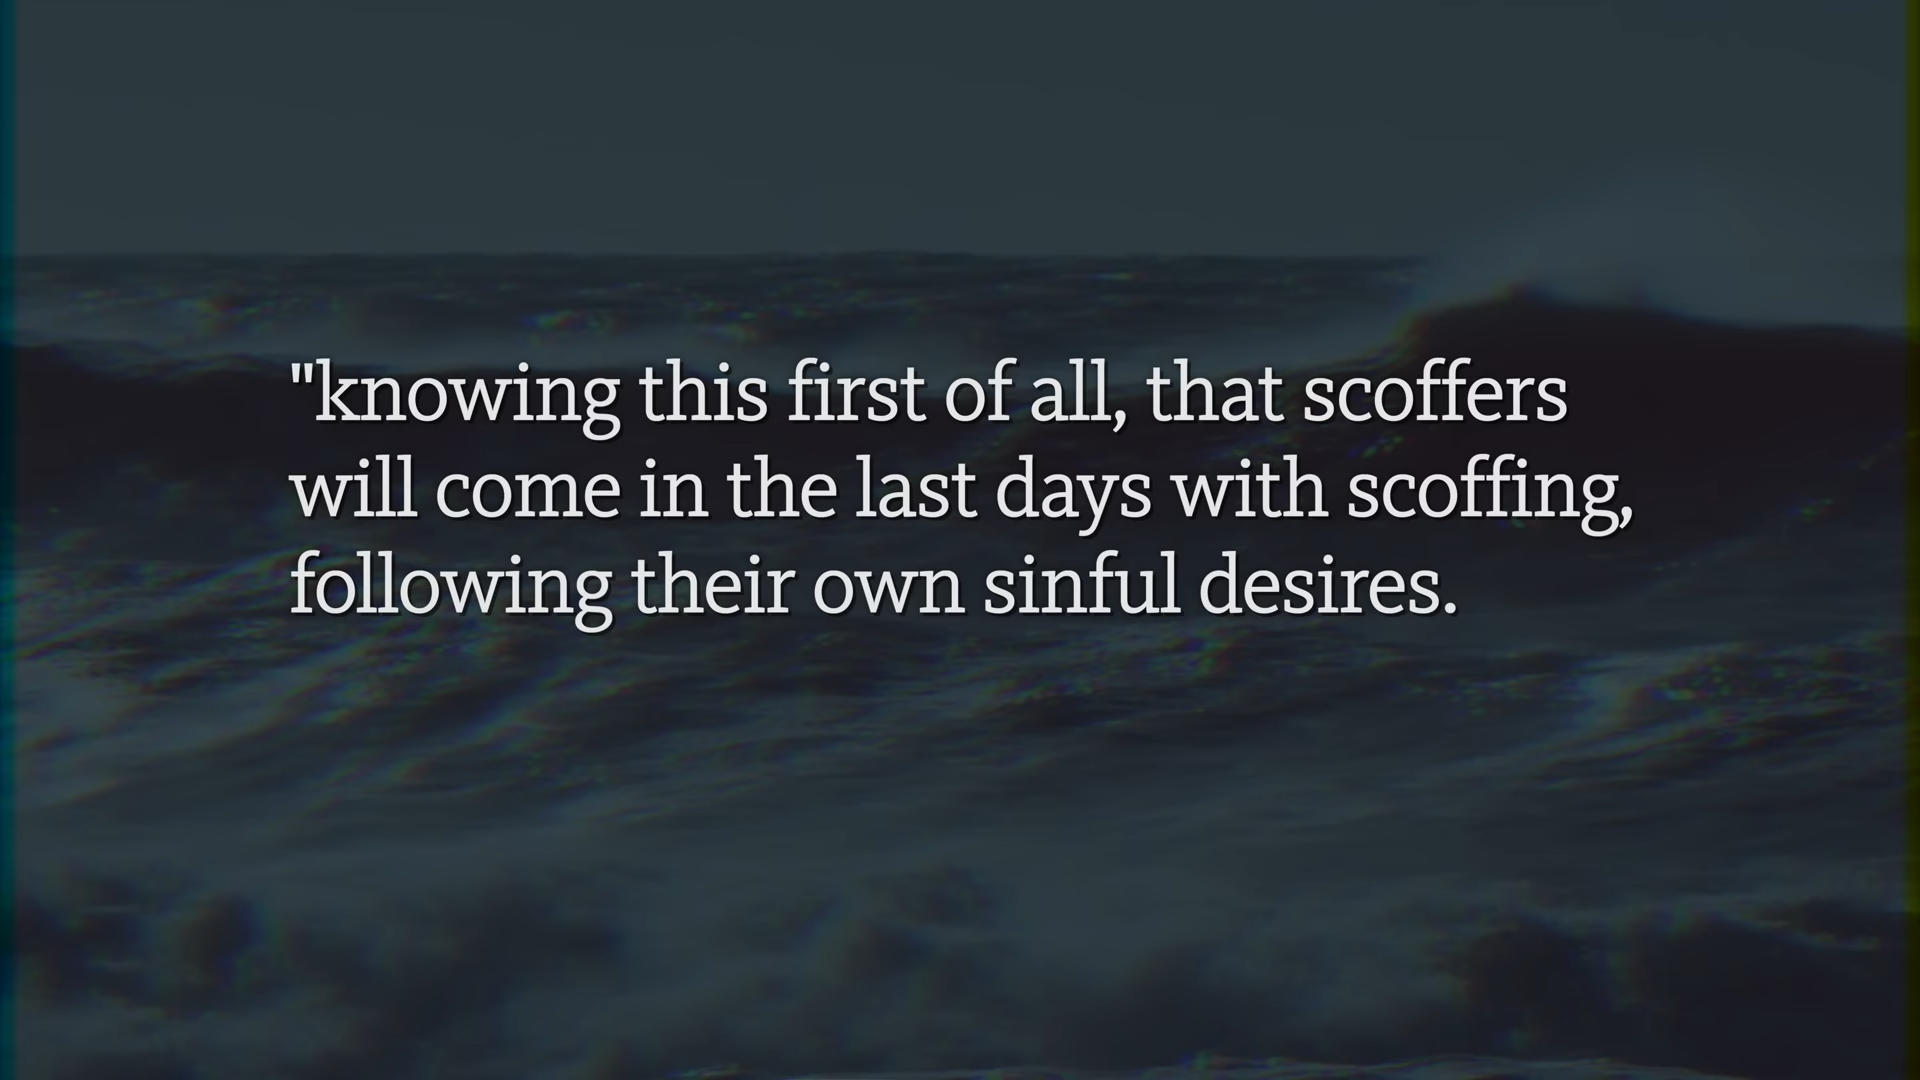 "knowing this first of all, that scoffers
will come in the last days with scoffing,
following their own sinful desires.